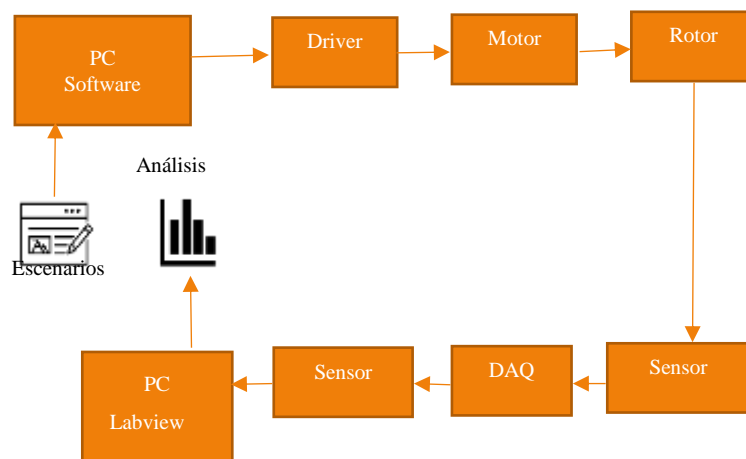 PC
Software
Driver
Motor
Rotor
Análisis
Escenarios
PC
Labview
Sensor
DAQ
Sensor